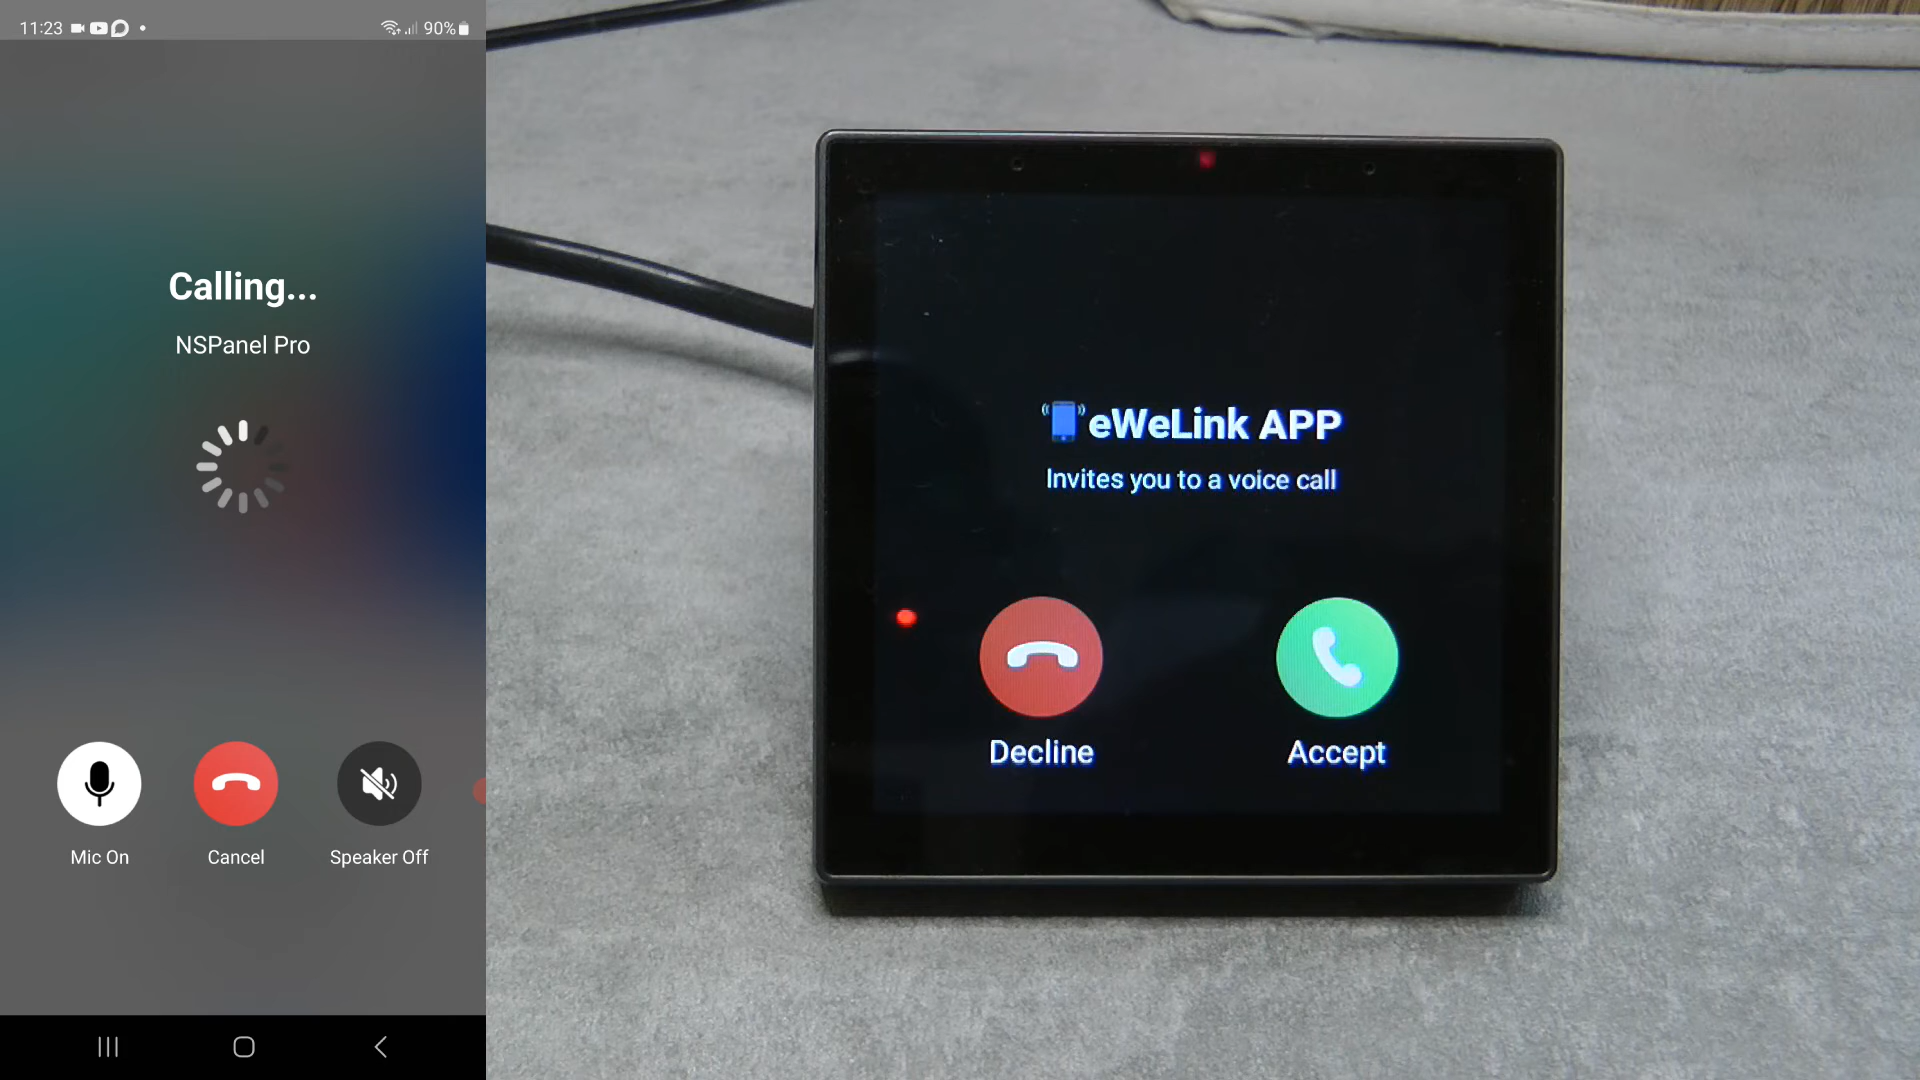 11:23
90%
Calling...
NSPanel Pro
Mic On
Cancel
Speaker Off
eWeLink APP
Invites you to a voice call
Decline
Accept